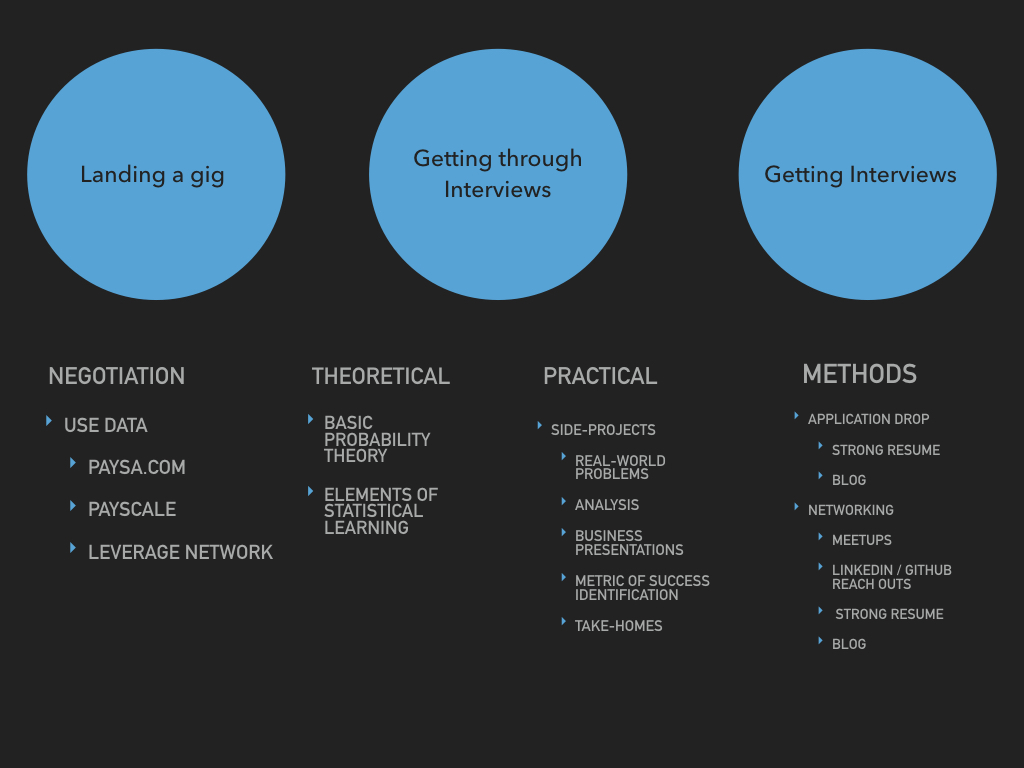 Landing a gig
Getting through
Interviews
Getting Interviews
NEGOTIATION
USE DATA
PAYSA.COM
PAYSCALE
LEVERAGE NETWORK
THEORETICAL
BASIC
PROBABILITY
THEORY
ELEMENTS OF
STATISTICAL
LEARNING
PRACTICAL
SIDE-PROJECTS
REAL-WORLD
PROBLEMS
ANALYSIS
BUSINESS
PRESENTATIONS
METRIC OF SUCCESS
IDENTIFICATION
TAKE-HOMES
METHODS
APPLICATION DROP
STRONG RESUME
BLOG
NETWORKING
MEETUPS
LINKEDIN / GITHUB
REACH OUTS
STRONG RESUME
BLOG